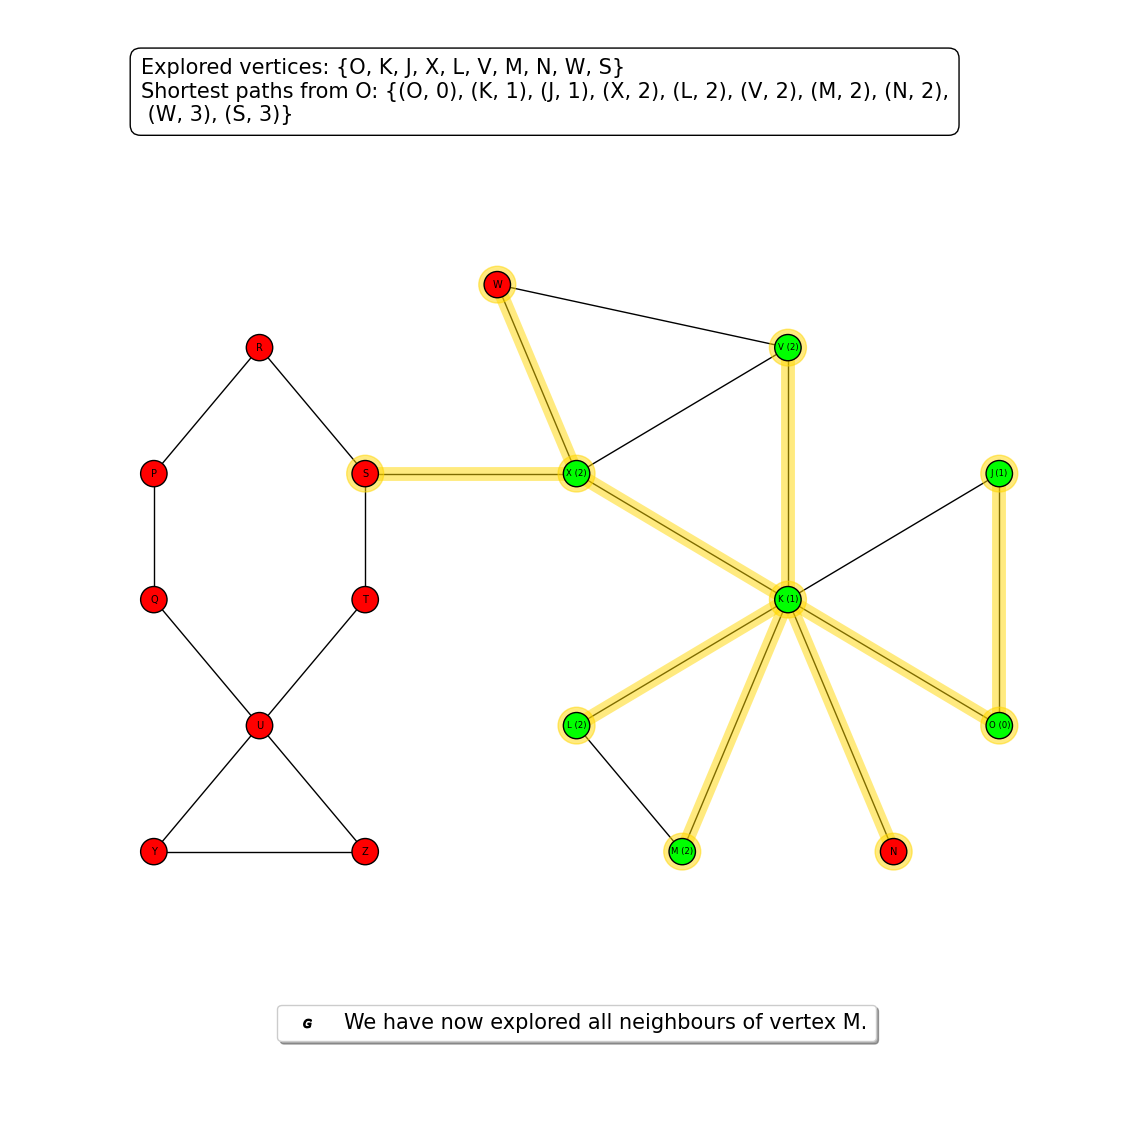 Explored vertices: {O, K, J, X, L, V, M, N, W, S}
Shortest paths from O: {(O, 0), (K, 1), (J, 1), (X, 2), (L, 2), (V, 2), (M, 2), (N, 2),
(W, 3), (S, 3)}
W
R
V (2)
P
S
X (2)
J (1)
Q
T
K (1)
U
L (2)
O (0)
Y
Z
M (2)
N
G We have now explored all neighbours of vertex M.